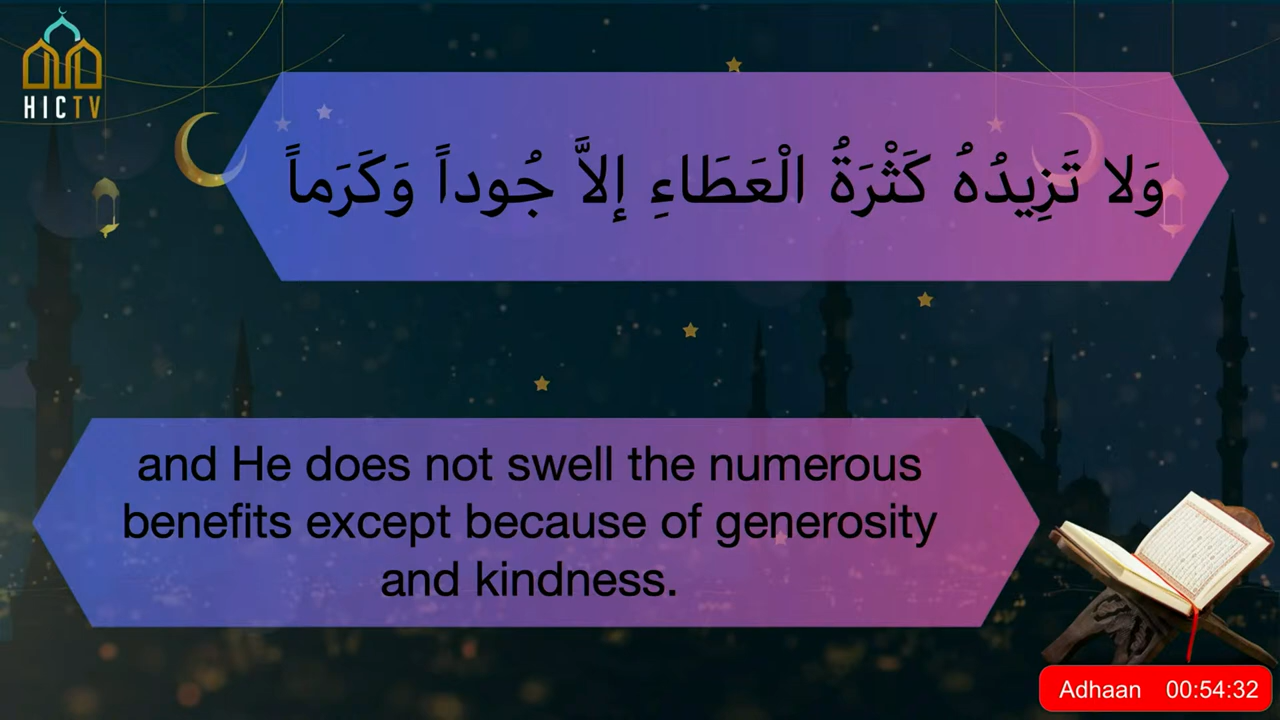 HICTV
وَلا تَزِيدُهُ كَثْرَةُ الْعَطَاءِ إِلاَّ جُوداً وَكَرَماً
and He does not swell the numerous
benefits except because of generosity
and kindness.
Adhaan 00:54:32